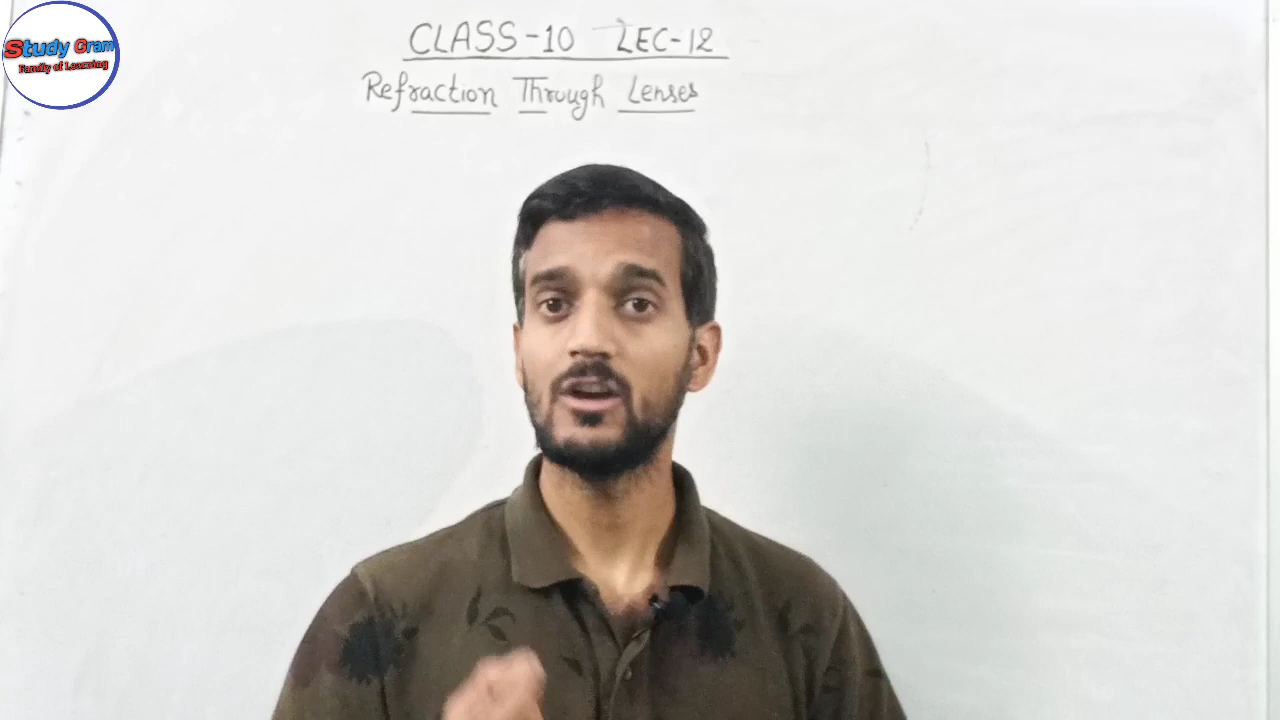 Study Gram
Family of Learning
CLASS-10 LEC-12
Refraction Through Lenses